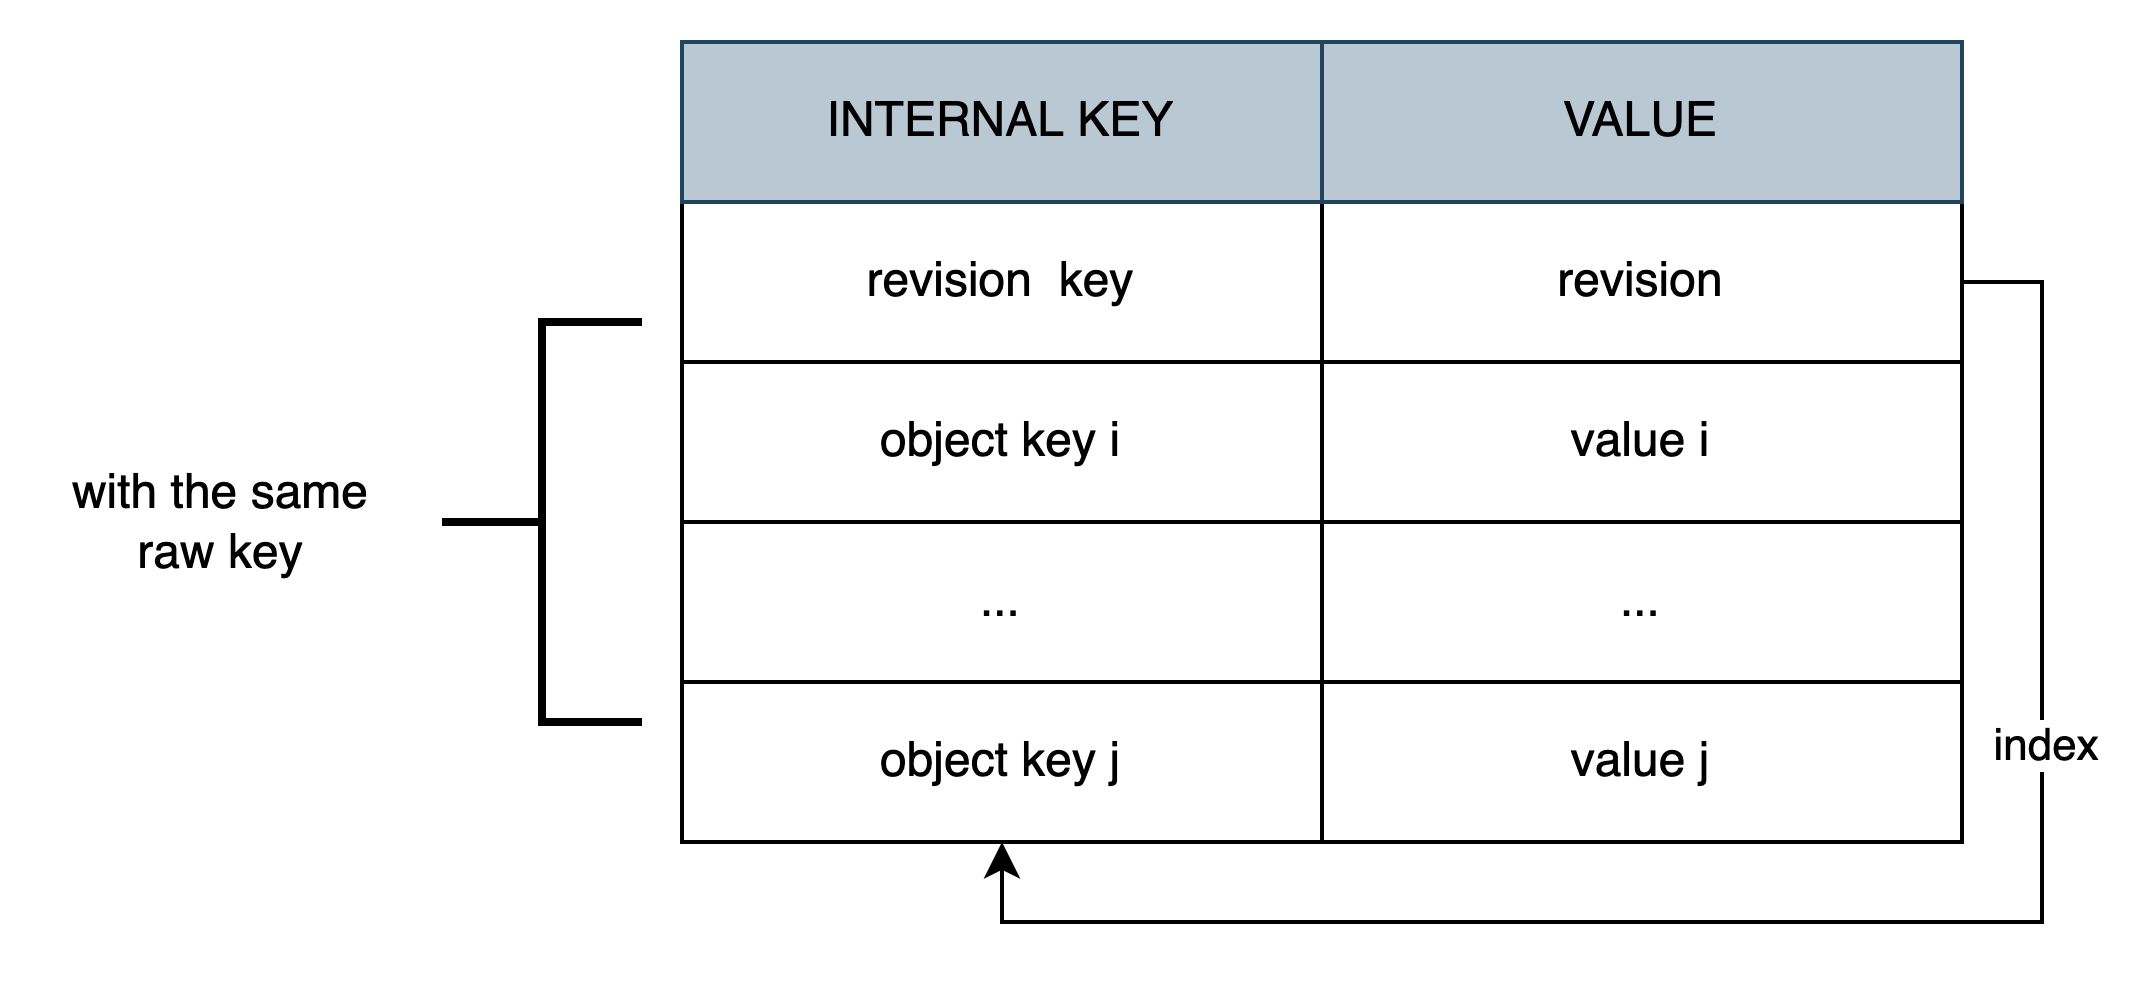 INTERNAL KEY VALUE
revision  key revision
object key i value i
with the same
raw key
... ...
object key j value j
index